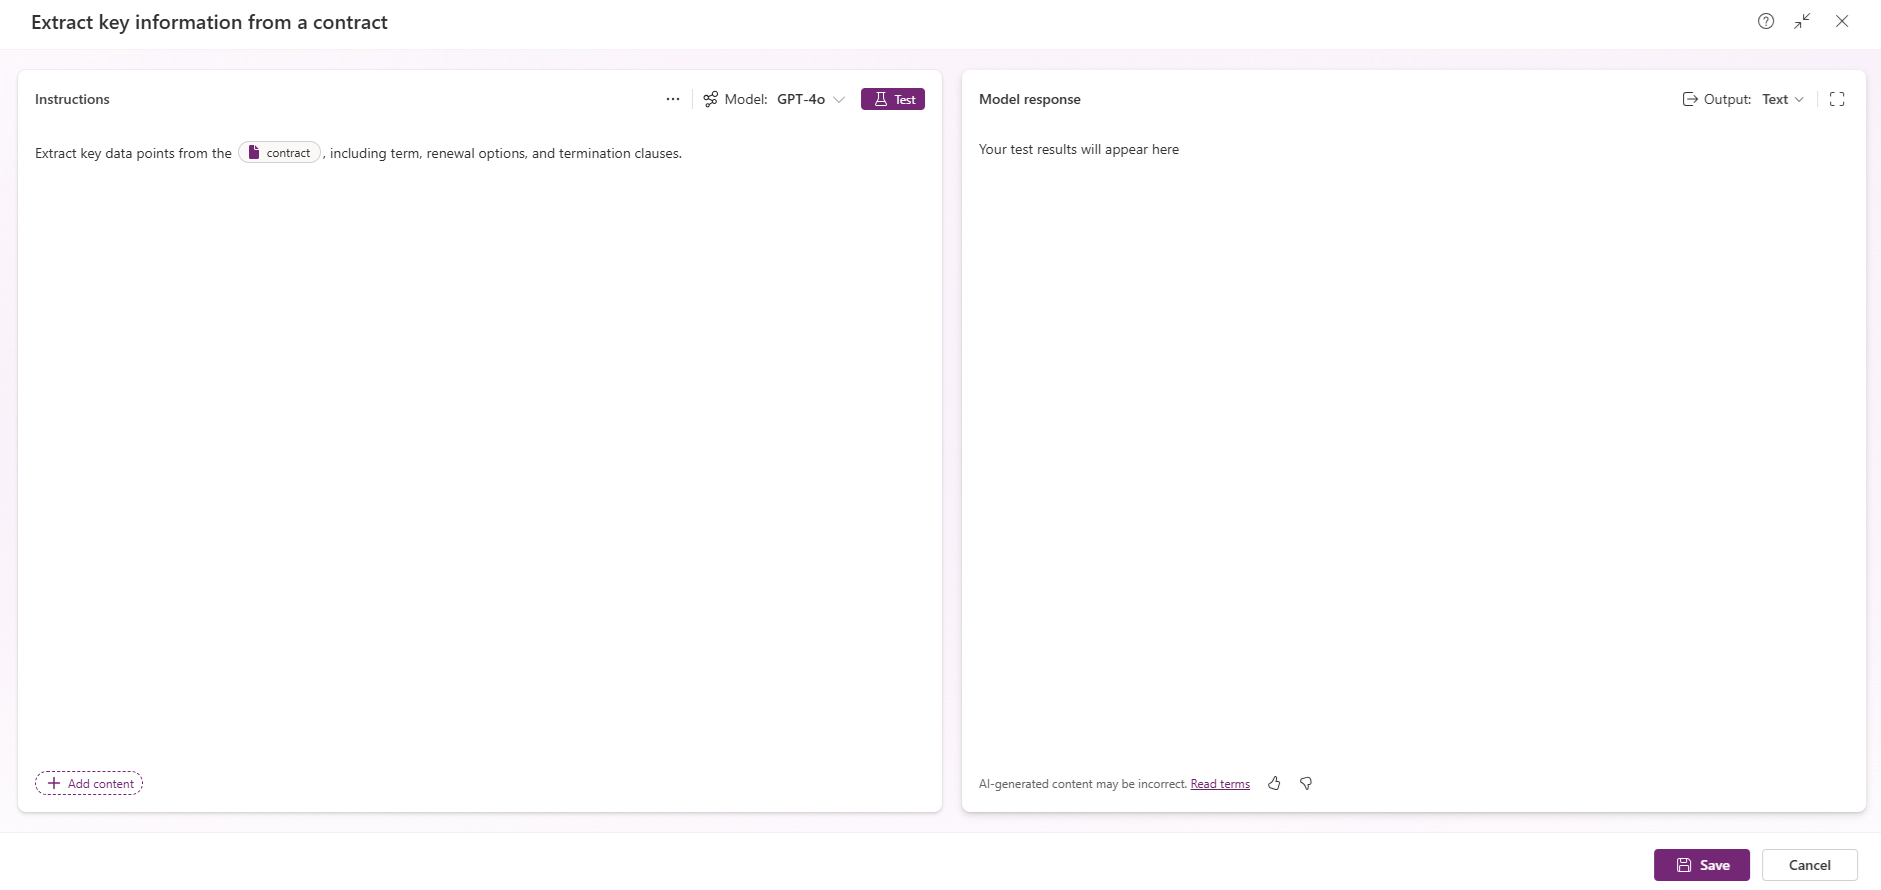 Extract key information from a contract
Instructions
Model: GPT-4o
Test
Extract key data points from the contract, including term, renewal options, and termination clauses.
Add content
Model response
Output: Text
Your test results will appear here
AI-generated content may be incorrect. Read terms
Save
Cancel